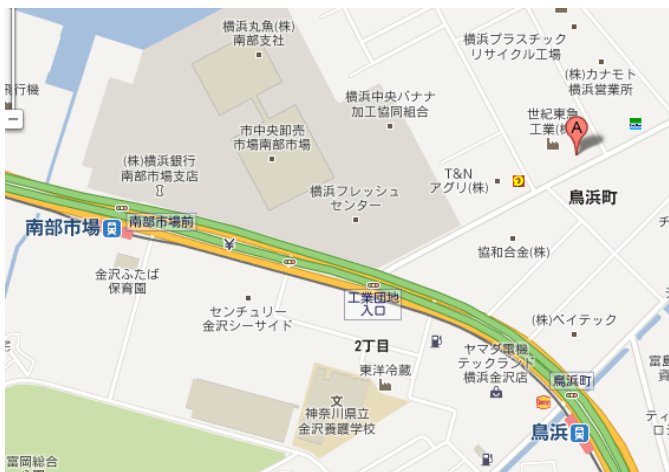 横浜丸魚(株)
南部支社
横浜プラスチック
リサイクル工場
飛行機
(株)カナモト
横浜営業所
横浜中央バナナ
加工協同組合
世紀東急
工業(株)
A
市中央卸売
市場南部市場
(株)横浜銀行
南部市場支店
T&N
アグリ(株)
横浜フレッシュ
センター
鳥浜町
南部市場
南部市場前
協和合金(株)
金沢ふたば
保育園
センチュリー
金沢シーサイド
工業団地
入口
(株)ベイテック
2丁目
ヤマダ電機
テックランド
横浜金沢店
東洋冷蔵
鳥浜町
富島
資
神奈川県立
金沢養護学校
鳥浜
ティ
ロジ
富岡総合